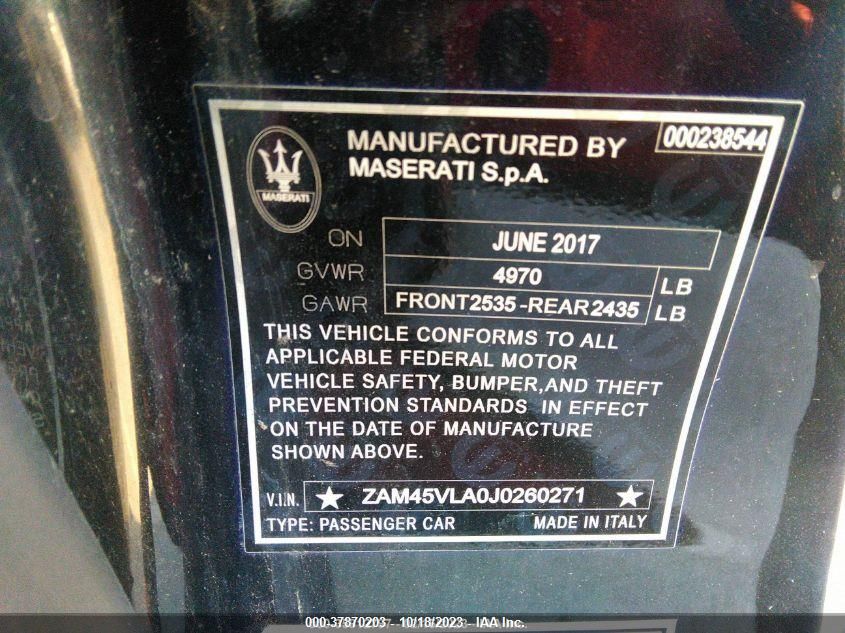 000238544
MANUFACTURED BY
MASERATI S.p.A.
MASERATI
ON JUNE 2017
GVWR 4970 LB
GAWR FRONT2535-REAR2435 LB
THIS VEHICLE CONFORMS TO ALL
APPLICABLE FEDERAL MOTOR
VEHICLE SAFETY, BUMPER,AND THEFT
PREVENTION STANDARDS IN EFFECT
ON THE DATE OF MANUFACTURE
SHOWN ABOVE.
V.I.N. ★ ZAM45VLA0J0260271 ★
TYPE: PASSENGER CAR MADE IN ITALY
000-37870203 - 10/18/2023 - IAA Inc.